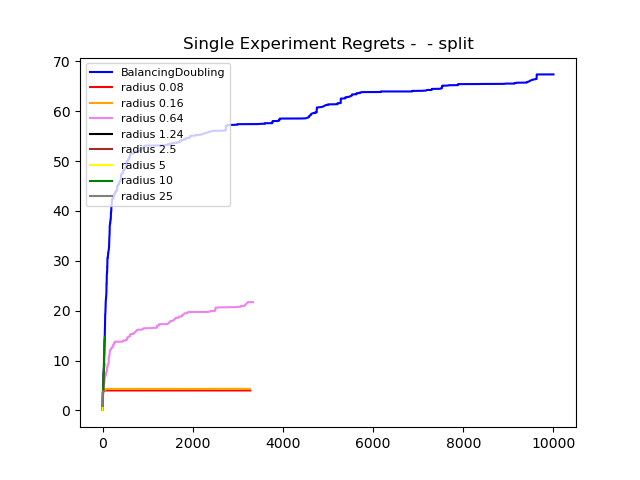 Single Experiment Regrets -  - split
70
60
50
40
30
20
10
0
BalancingDoubling
radius 0.08
radius 0.16
radius 0.64
radius 1.24
radius 2.5
radius 5
radius 10
radius 25
0 2000 4000 6000 8000 10000